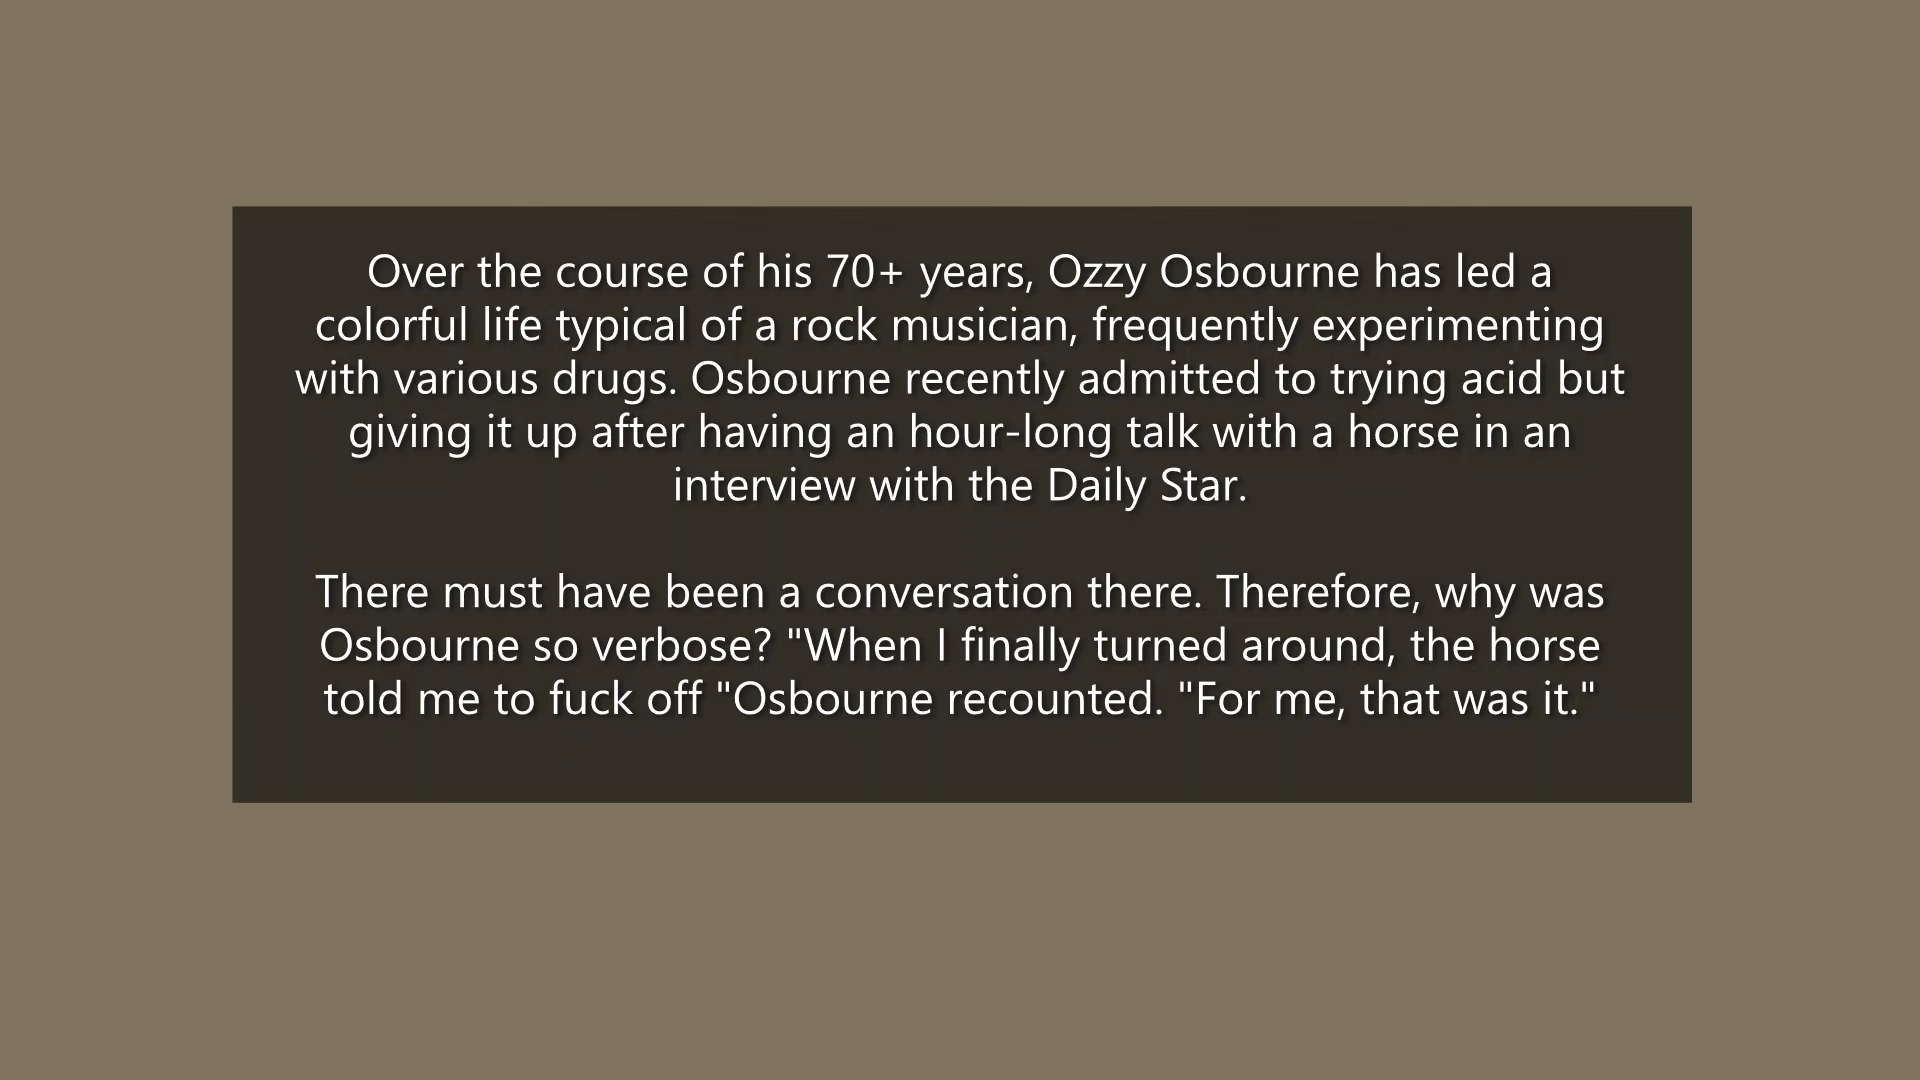 Over the course of his 70+ years, Ozzy Osbourne has led a
colorful life typical of a rock musician, frequently experimenting
with various drugs. Osbourne recently admitted to trying acid but
giving it up after having an hour-long talk with a horse in an
interview with the Daily Star.
There must have been a conversation there. Therefore, why was
Osbourne so verbose? "When I finally turned around, the horse
told me to fuck off "Osbourne recounted. "For me, that was it."